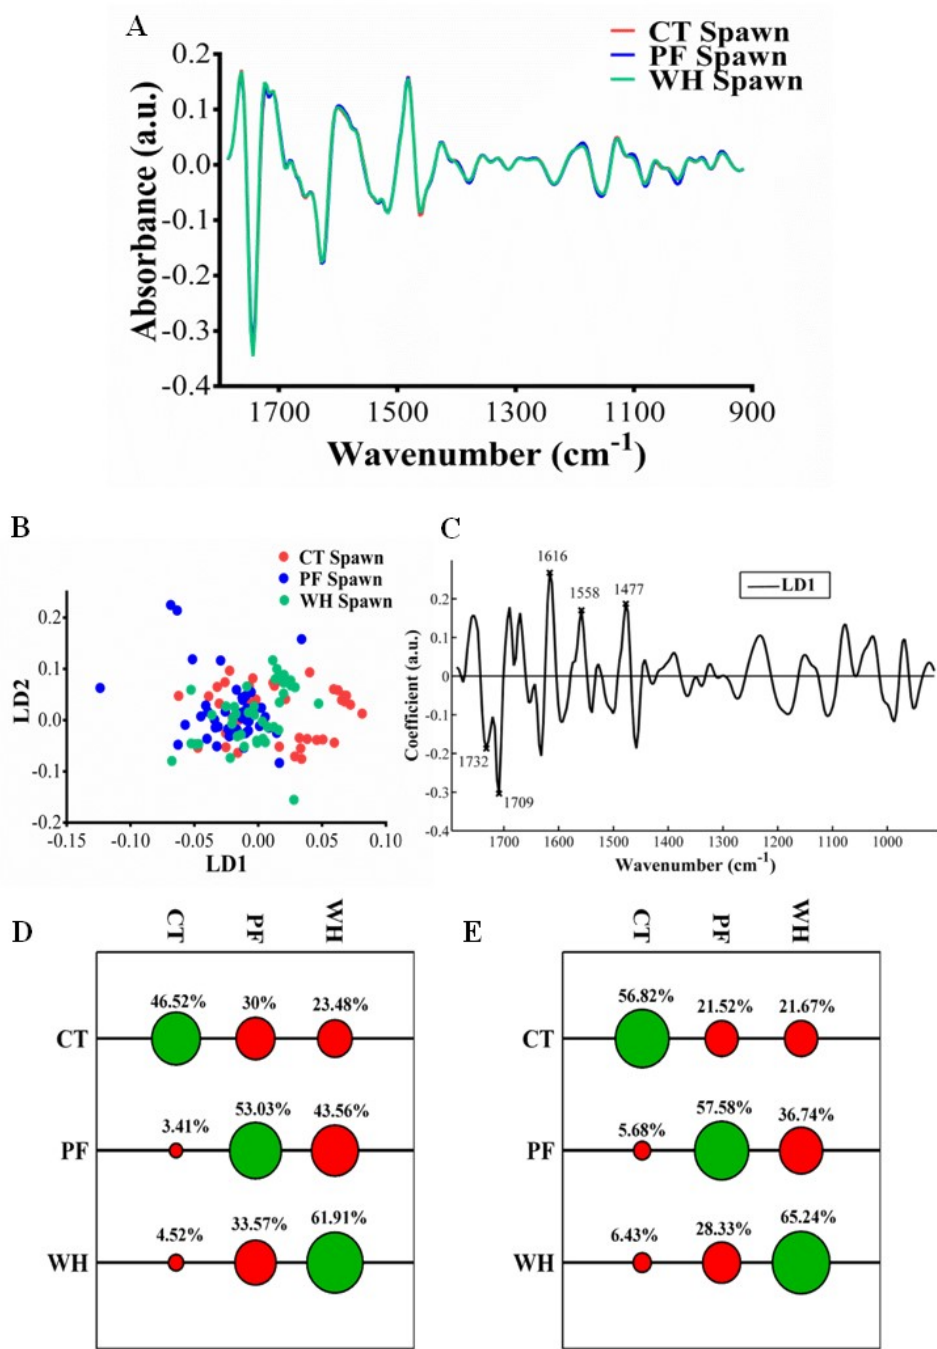 A
CT Spawn
PF Spawn
WH Spawn
0.2
0.1
0.0
-0.1
-0.2
-0.3
-0.4
Absorbance (a.u.)
1700 1500 1300 1100 900
Wavenumber (cm-1)
B
CT Spawn
PF Spawn
WH Spawn
0.2
0.1
0.0
-0.1
-0.2
LD2
-0.15 -0.10 -0.05 0.00 0.05 0.10
LD1
C
1616
1558 1477
LD1
0.2
0.1
0
-0.1
-0.2
-0.3
-0.4
Coefficient (a.u.)
1732
1709
1700 1600 1500 1400 1300 1200 1100 1000
Wavenumber (cm-1)
D
CT PF WH
46.52% 30% 23.48%
CT
3.41% 53.03% 43.56%
PF
4.52% 33.57% 61.91%
WH
E
CT PF WH
56.82% 21.52% 21.67%
CT
5.68% 57.58% 36.74%
PF
6.43% 28.33% 65.24%
WH